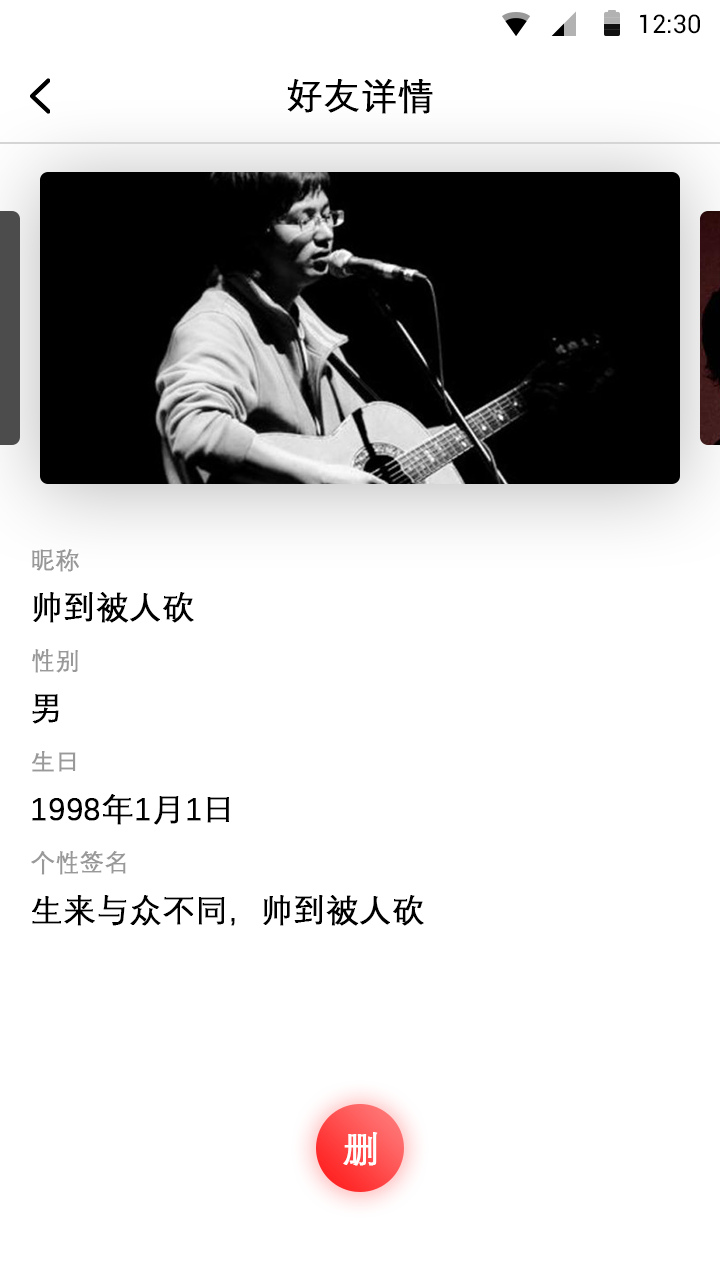 12:30
好友详情
昵称
帅到被人砍
性别
男
生日
1998年1月1日
个性签名
生来与众不同，帅到被人砍
删